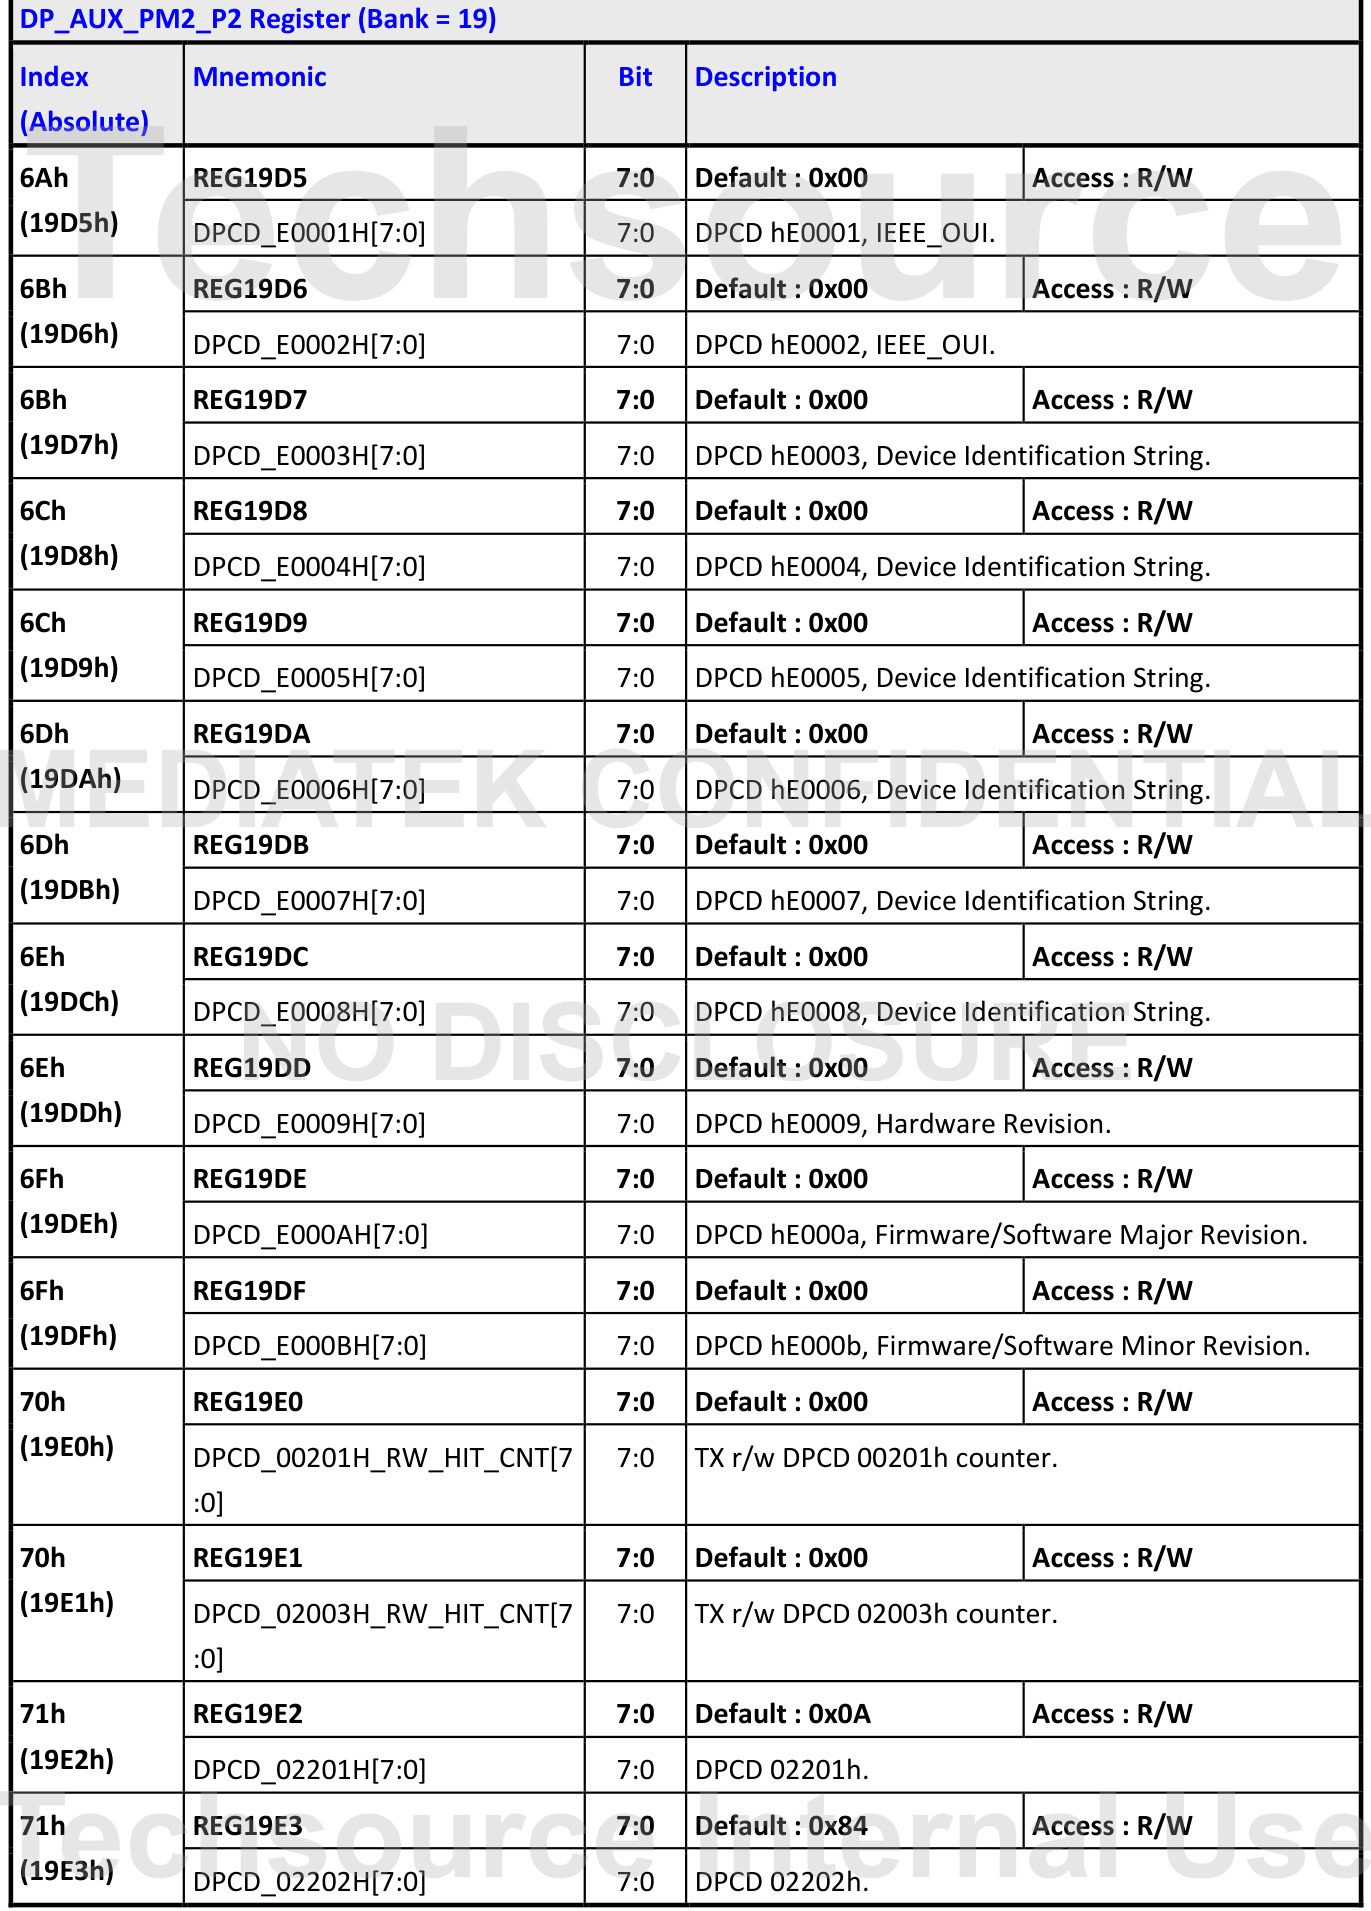 DP_AUX_PM2_P2 Register (Bank = 19)
Index Mnemonic Bit Description
(Absolute)
Techsource
6Ah REG19D5 7:0 Default : 0x00 Access : R/W
(19D5h) DPCD_E0001H[7:0] 7:0 DPCD hE0001, IEEE_OUI.
6Bh REG19D6 7:0 Default : 0x00 Access : R/W
(19D6h) DPCD_E0002H[7:0] 7:0 DPCD hE0002, IEEE_OUI.
6Bh REG19D7 7:0 Default : 0x00 Access : R/W
(19D7h) DPCD_E0003H[7:0] 7:0 DPCD hE0003, Device Identification String.
6Ch REG19D8 7:0 Default : 0x00 Access : R/W
(19D8h) DPCD_E0004H[7:0] 7:0 DPCD hE0004, Device Identification String.
6Ch REG19D9 7:0 Default : 0x00 Access : R/W
(19D9h) DPCD_E0005H[7:0] 7:0 DPCD hE0005, Device Identification String.
6Dh REG19DA 7:0 Default : 0x00 Access : R/W
(19DAh) DPCD_E0006H[7:0] 7:0 DPCD hE0006, Device Identification String.
MEDIATEK CONFIDENTIAL
6Dh REG19DB 7:0 Default : 0x00 Access : R/W
(19DBh) DPCD_E0007H[7:0] 7:0 DPCD hE0007, Device Identification String.
6Eh REG19DC 7:0 Default : 0x00 Access : R/W
(19DCh) DPCD_E0008H[7:0] 7:0 DPCD hE0008, Device Identification String.
NO DISCLOSURE
6Eh REG19DD 7:0 Default : 0x00 Access : R/W
(19DDh) DPCD_E0009H[7:0] 7:0 DPCD hE0009, Hardware Revision.
6Fh REG19DE 7:0 Default : 0x00 Access : R/W
(19DEh) DPCD_E000AH[7:0] 7:0 DPCD hE000a, Firmware/Software Major Revision.
6Fh REG19DF 7:0 Default : 0x00 Access : R/W
(19DFh) DPCD_E000BH[7:0] 7:0 DPCD hE000b, Firmware/Software Minor Revision.
70h REG19E0 7:0 Default : 0x00 Access : R/W
(19E0h) DPCD_00201H_RW_HIT_CNT[7 7:0 TX r/w DPCD 00201h counter.
:0]
70h REG19E1 7:0 Default : 0x00 Access : R/W
(19E1h) DPCD_02003H_RW_HIT_CNT[7 7:0 TX r/w DPCD 02003h counter.
:0]
71h REG19E2 7:0 Default : 0x0A Access : R/W
(19E2h) DPCD_02201H[7:0] 7:0 DPCD 02201h.
71h REG19E3 7:0 Default : 0x84 Access : R/W
(19E3h) DPCD_02202H[7:0] 7:0 DPCD 02202h.
Techsource Internal Use